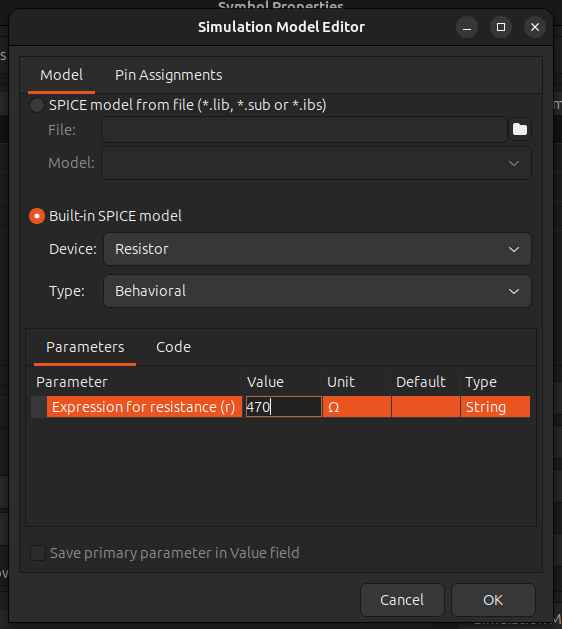 Symbol Properties
Simulation Model Editor
Model Pin Assignments
SPICE model from file (*.lib, *.sub or *.ibs)
File:
Model:
Built-in SPICE model
Device: Resistor
Type: Behavioral
Parameters Code
Parameter Value Unit Default Type
Expression for resistance (r) 470 Ω String
Save primary parameter in Value field
Cancel OK